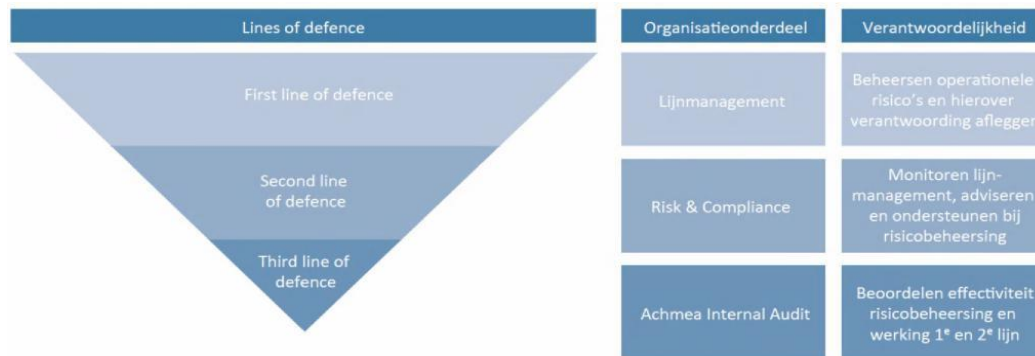 Lines of defence
Organisatieonderdeel
Verantwoordelijkheid
First line of defence
Lijnmanagement
Beheersen operationele
risico's en hierover
verantwoording afleggen
Second line
of defence
Risk & Compliance
Monitoren lijn-
management, adviseren
en ondersteunen bij
risicobeheersing
Third line of
defence
Achmea Internal Audit
Beoordelen effectiviteit
risicobeheersing en
werking 1ᵉ en 2ᵉ lijn